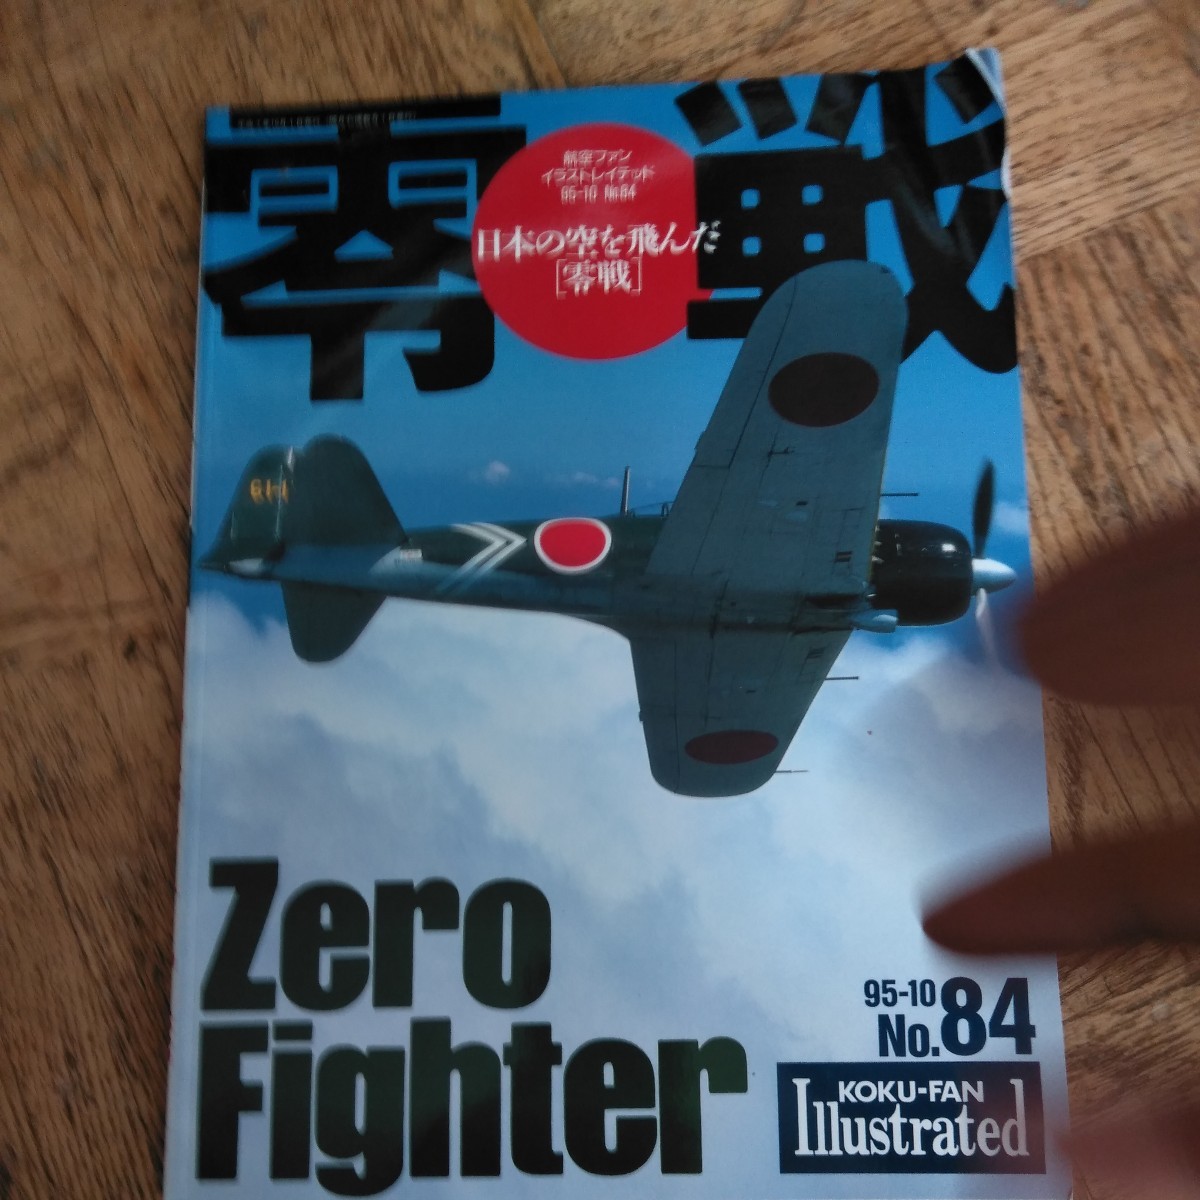 零戦
航空ファン
イラストレイテッド
95-10 No.84
日本の空を飛んだ
[零戦]
61-1
Zero
Fighter
95-10
No.84
KOKU-FAN
Illustrated